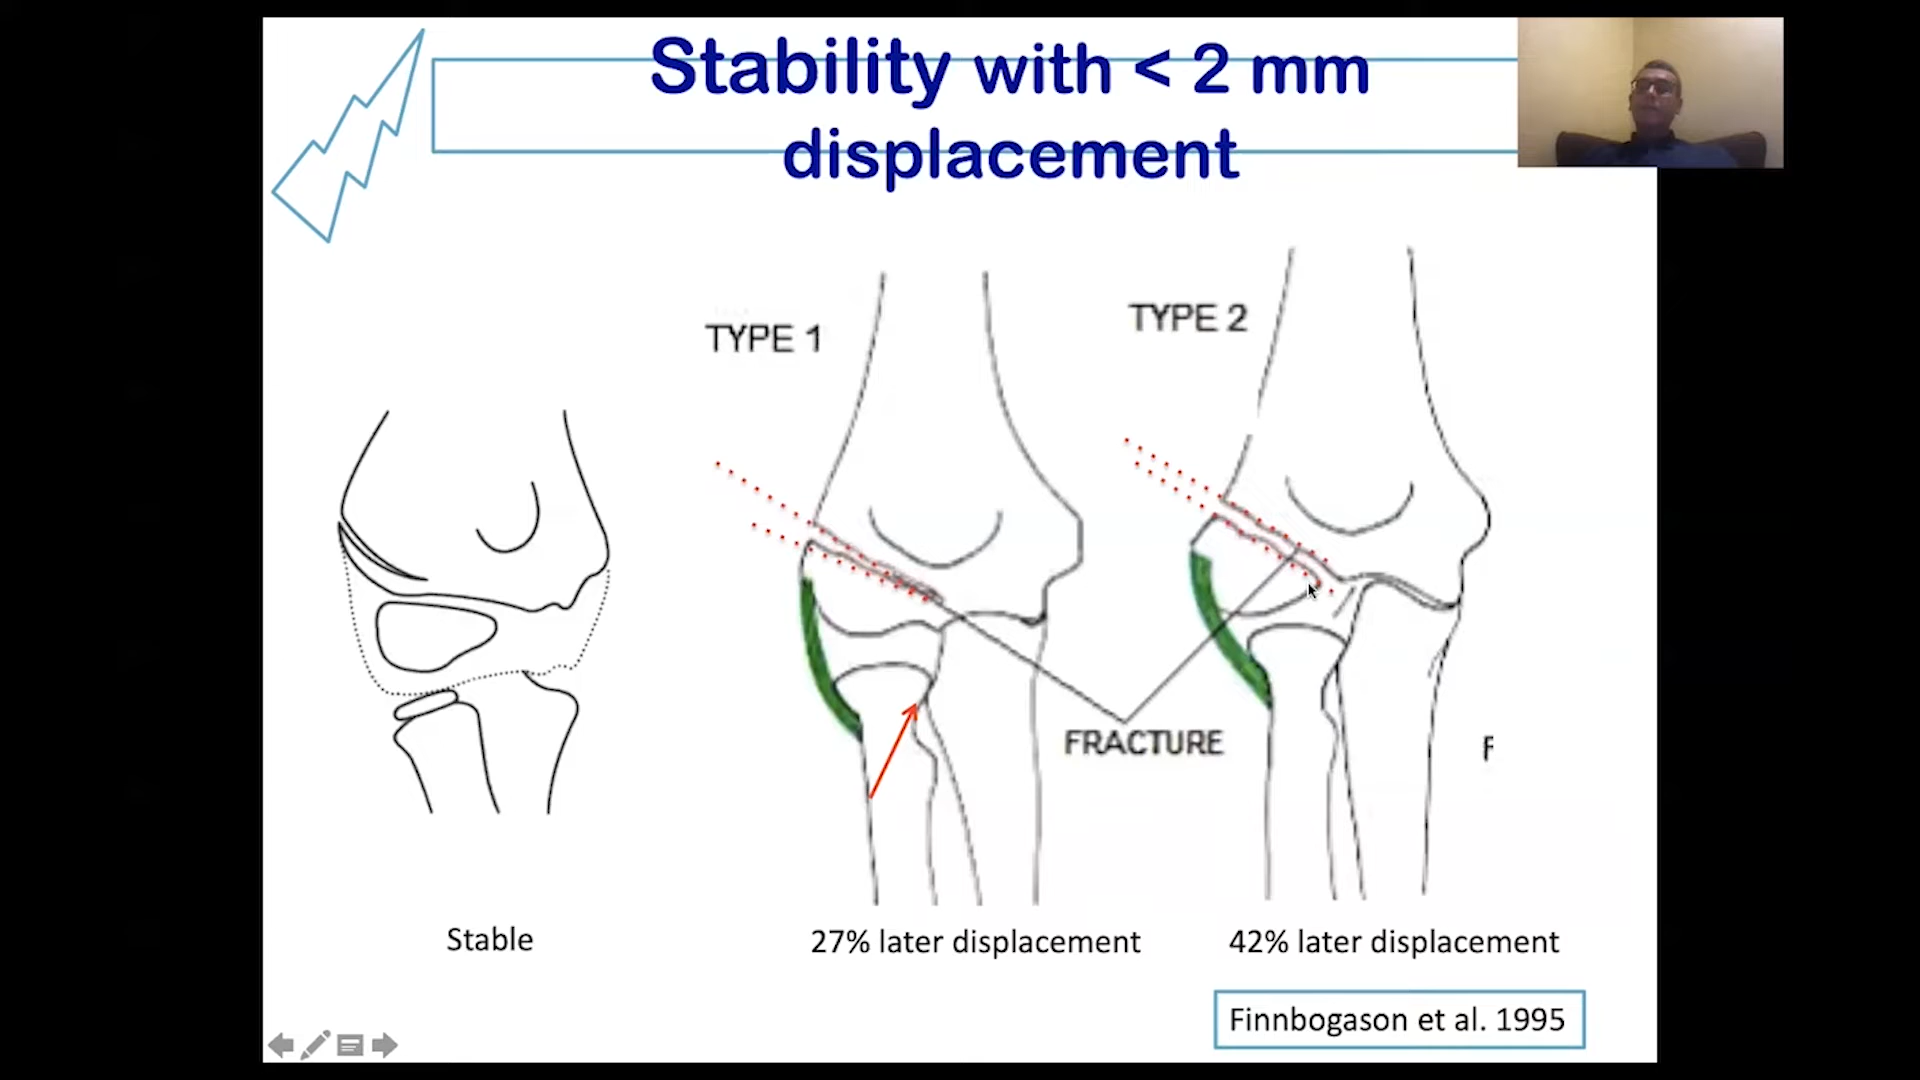 Stability with < 2 mm
displacement
TYPE 1
TYPE 2
FRACTURE
F
Stable
27% later displacement
42% later displacement
Finnbogason et al. 1995